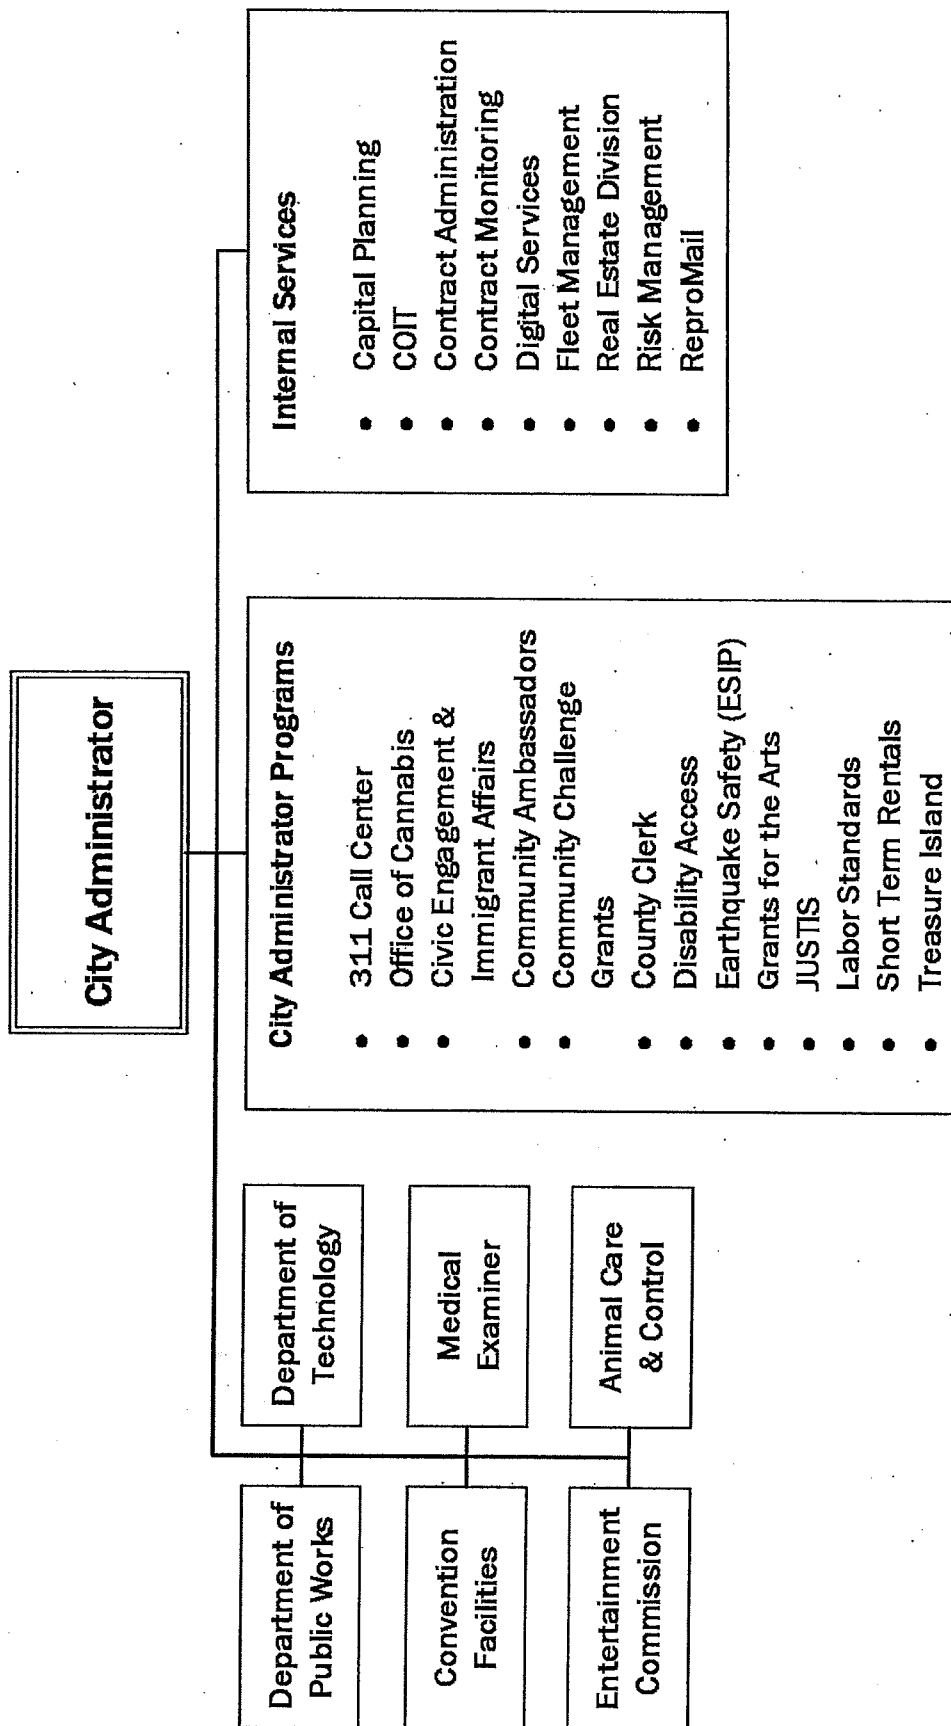 City Administrator
Department of
Public Works
Department of
Technology
Convention
Facilities
Medical
Examiner
Entertainment
Commission
Animal Care
& Control
City Administrator Programs
• 311 Call Center
• Office of Cannabis
• Civic Engagement &
Immigrant Affairs
• Community Ambassadors
• Community Challenge
Grants
• County Clerk
• Disability Access
• Earthquake Safety (ESIP)
• Grants for the Arts
• JUSTIS
• Labor Standards
• Short Term Rentals
• Treasure Island
Internal Services
• Capital Planning
• COIT
• Contract Administration
• Contract Monitoring
• Digital Services
• Fleet Management
• Real Estate Division
• Risk Management
• ReproMail